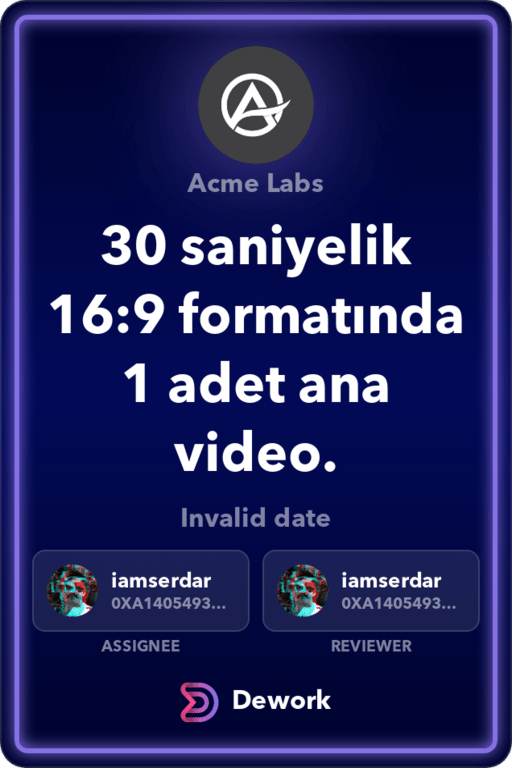 Acme Labs
30 saniyelik
16:9 formatında
1 adet ana
video.
Invalid date
iamserdar
0XA1405493...
iamserdar
0XA1405493...
ASSIGNEE
REVIEWER
Dework